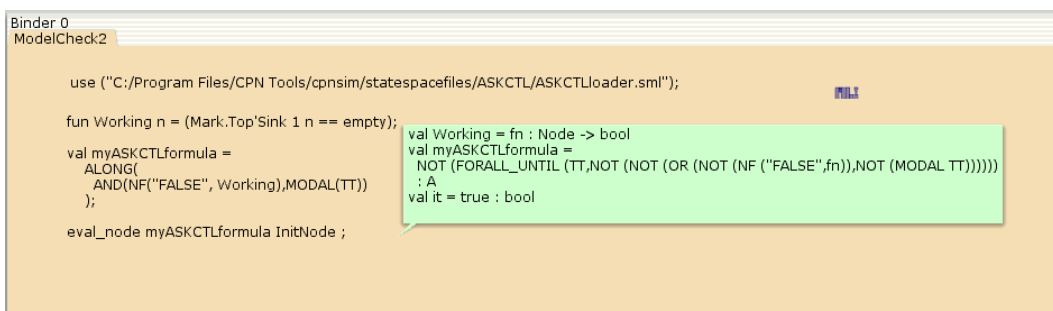 Binder 0
ModelCheck2
use ("C:/Program Files/CPN Tools/cpnsim/statespacefiles/ASKCTL/ASKCTLloader.sml");
fun Working n = (Mark.Top'Sink 1 n == empty);
val myASKCTLformula =
ALONG(
AND(NF("FALSE", Working),MODAL(TT))
);
eval_node myASKCTLformula InitNode ;
val Working = fn : Node -> bool
val myASKCTLformula =
NOT (FORALL_UNTIL (TT,NOT (NOT (OR (NOT (NF ("FALSE",fn)),NOT (MODAL TT))))))
: A
val it = true : bool